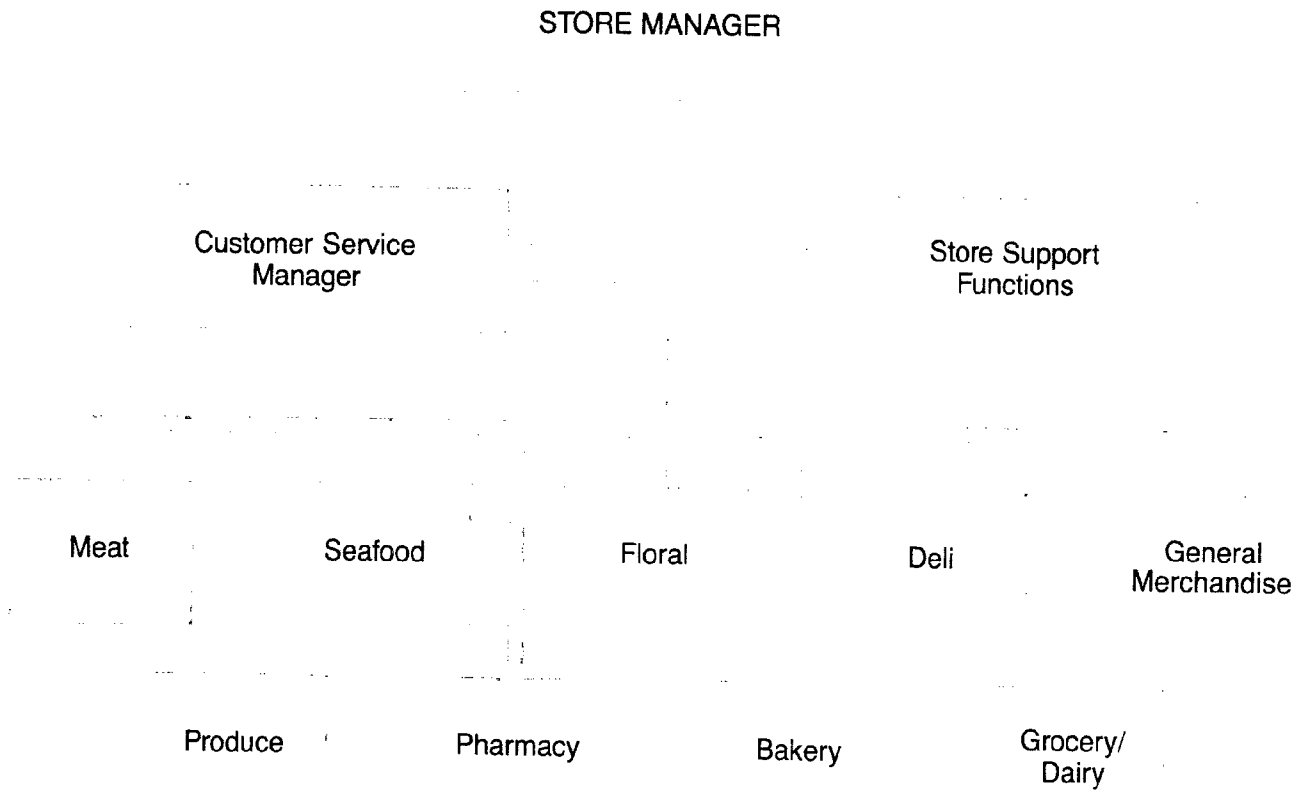 STORE MANAGER
Customer Service
Manager
Store Support
Functions
Meat
Seafood
Floral
Deli
General
Merchandise
Produce
Pharmacy
Bakery
Grocery/
Dairy